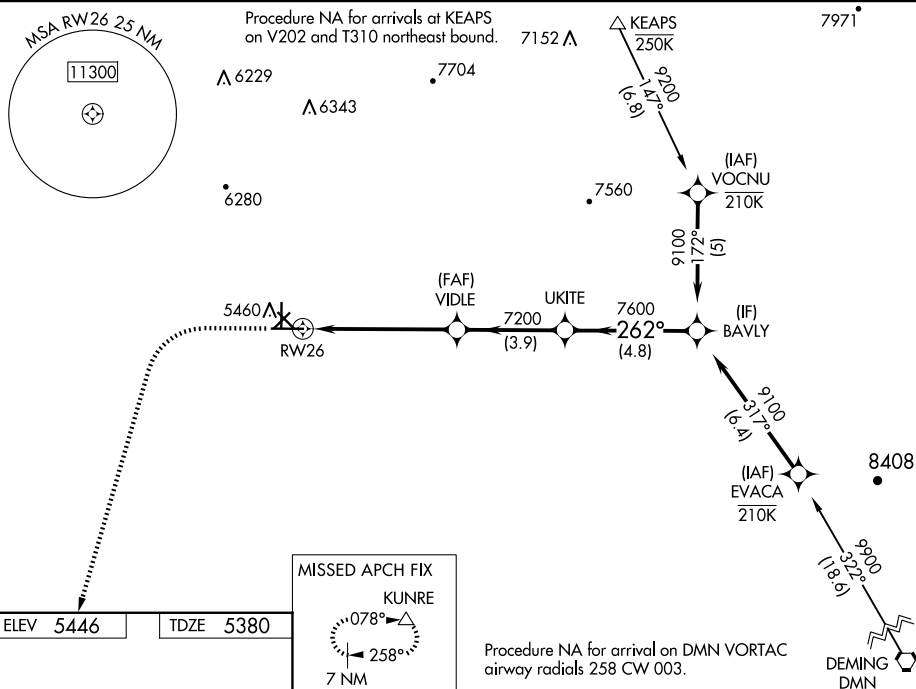 MSA RW26 25 NM
11300
Procedure NA for arrivals at KEAPS
on V202 and T310 northeast bound.
7152
KEAPS
250K
7971
6229
7704
6343
9200
147°
(6.8)
6280
7560
(IAF)
VOCNU
210K
9100
172°
(5)
5460
RW26
(FAF)
VIDLE
7200
(3.9)
UKITE
7600
262°
(4.8)
(IF)
BAVLY
9100
317°
(6.4)
(IAF)
EVACA
210K
8408
9900
322°
(18.6)
ELEV 5446
TDZE 5380
MISSED APCH FIX
KUNRE
078°
258°
7 NM
Procedure NA for arrival on DMN VORTAC
airway radials 258 CW 003.
DEMING
DMN